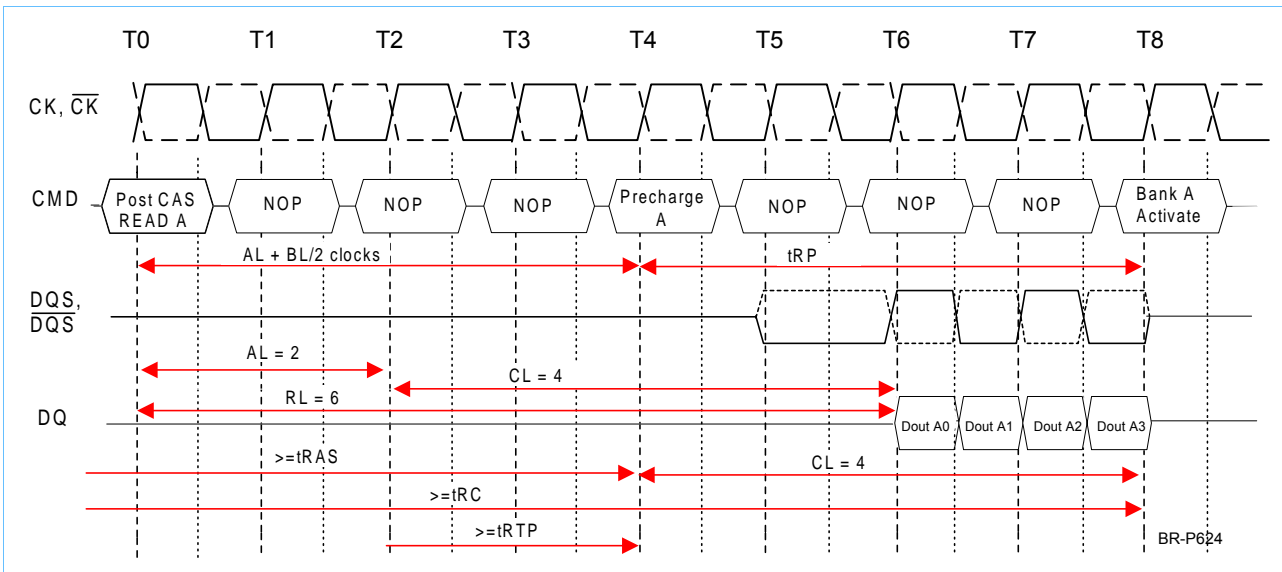 T0 T1 T2 T3 T4 T5 T6 T7 T8
CK, CK
CMD
Post CAS
READ A
NOP
NOP
NOP
Precharge
A
NOP
NOP
NOP
Bank A
Activate
AL + BL/2 clocks
tRP
DQS,
DQS
AL = 2
CL = 4
RL = 6
DQ
Dout A0 Dout A1 Dout A2 Dout A3
>=tRAS
CL = 4
>=tRC
>=tRTP
BR-P624